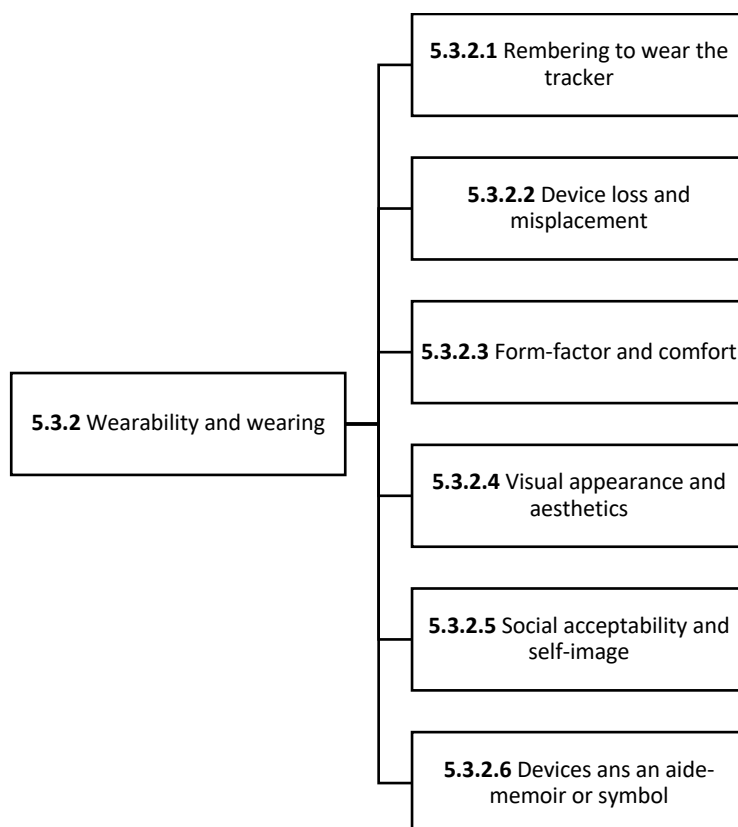 5.3.2.1 Rembering to wear the
tracker
5.3.2.2 Device loss and
misplacement
5.3.2.3 Form-factor and comfort
5.3.2 Wearability and wearing
5.3.2.4 Visual appearance and
aesthetics
5.3.2.5 Social acceptability and
self-image
5.3.2.6 Devices ans an aide-
memoir or symbol